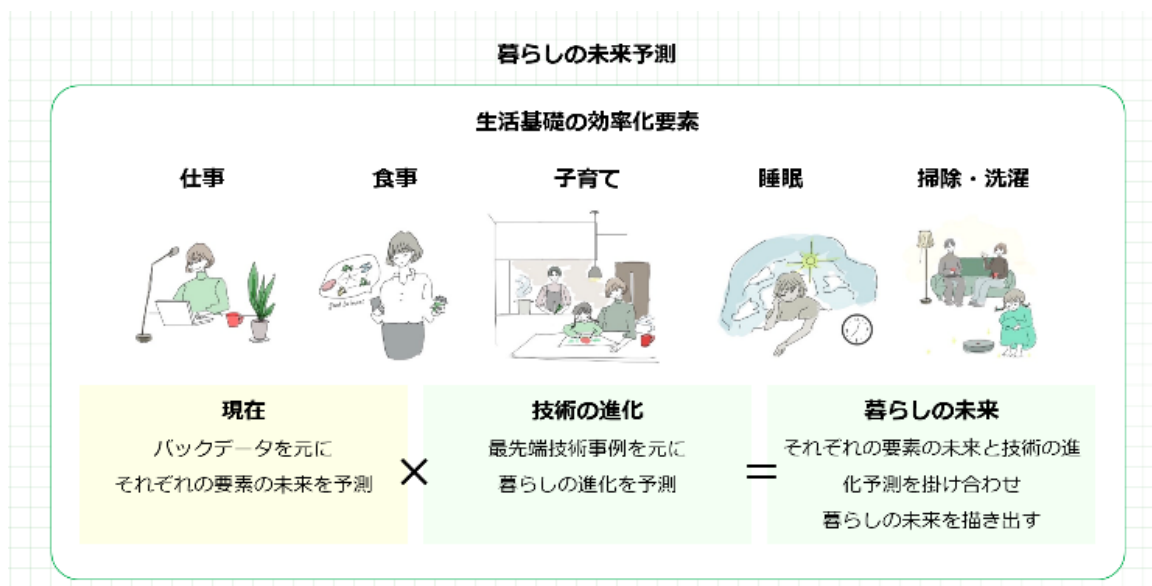 暮らしの未来予測
生活基礎の効率化要素
仕事
食事
子育て
睡眠
掃除・洗濯
現在
バックデータを元に
それぞれの要素の未来を予測
×
技術の進化
最先端技術事例を元に
暮らしの進化を予測
=
暮らしの未来
それぞれの要素の未来と技術の進
化予測を掛け合わせ
暮らしの未来を描き出す